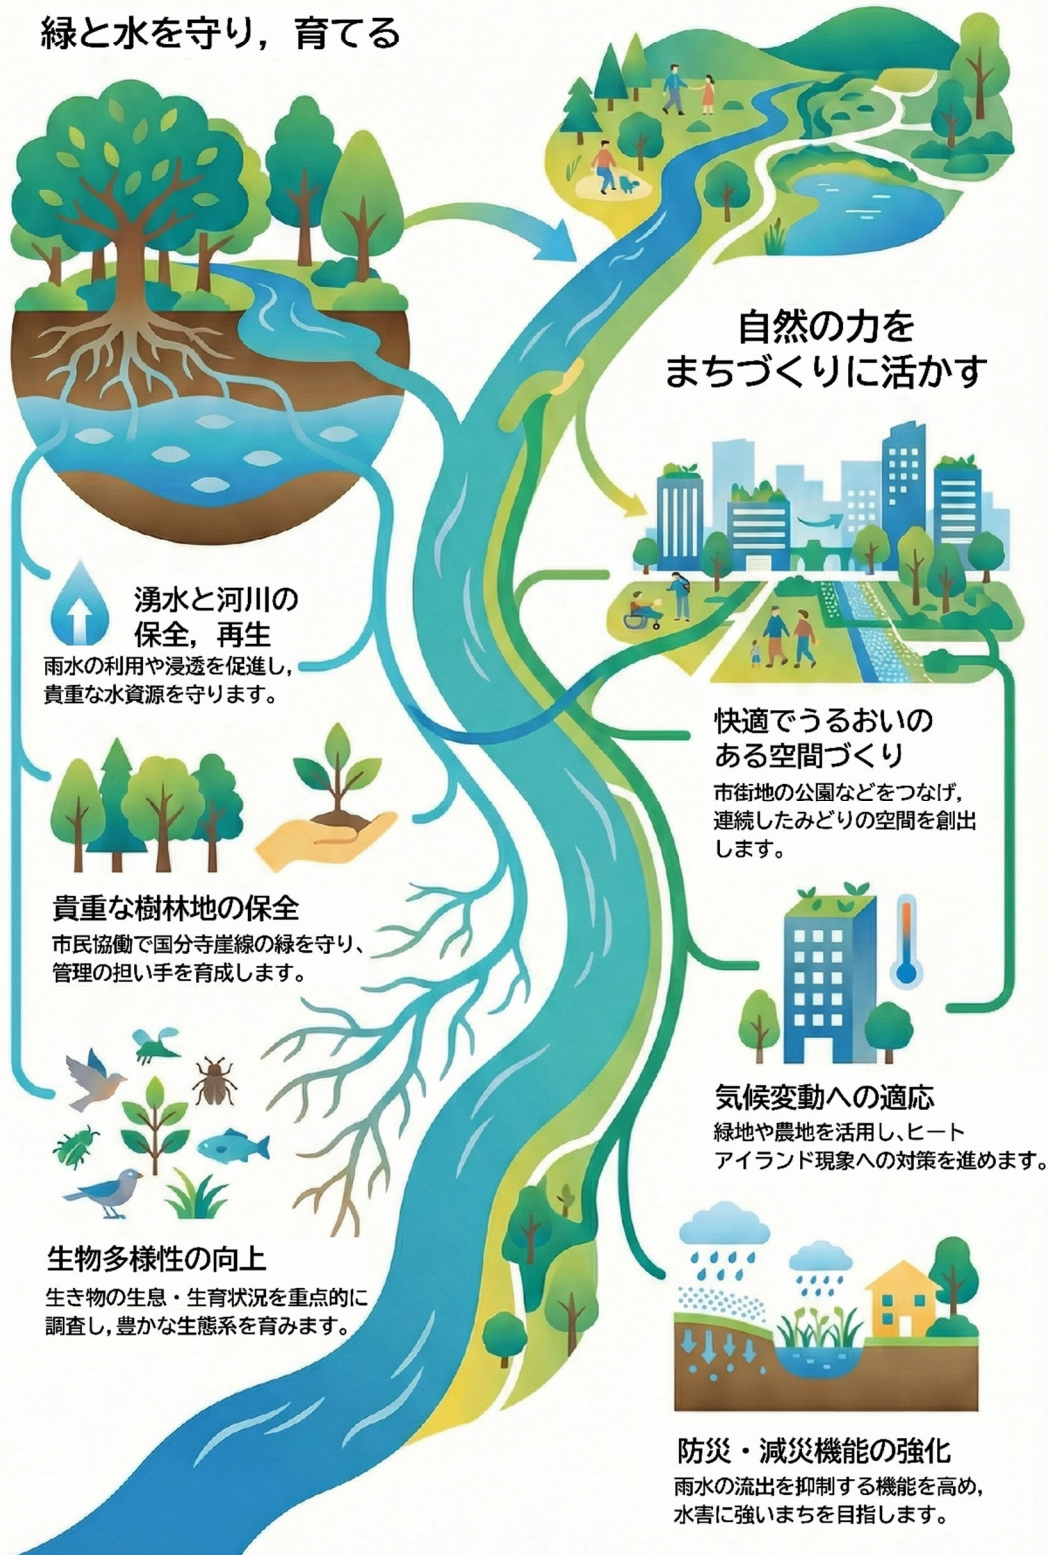 緑と水を守り，育てる
自然の力を
まちづくりに活かす
湧水と河川の
保全，再生
雨水の利用や浸透を促進し,
貴重な水資源を守ります。
貴重な樹林地の保全
市民協働で国分寺崖線の緑を守り、
管理の担い手を育成します。
生物多様性の向上
生き物の生息・生育状況を重点的に
調査し,豊かな生態系を育みます。
快適でうるおいの
ある空間づくり
市街地の公園などをつなげ,
連続したみどりの空間を創出
します。
気候変動への適応
緑地や農地を活用し、ヒート
アイランド現象への対策を進めます。
防災・減災機能の強化
雨水の流出を抑制する機能を高め,
水害に強いまちを目指します。